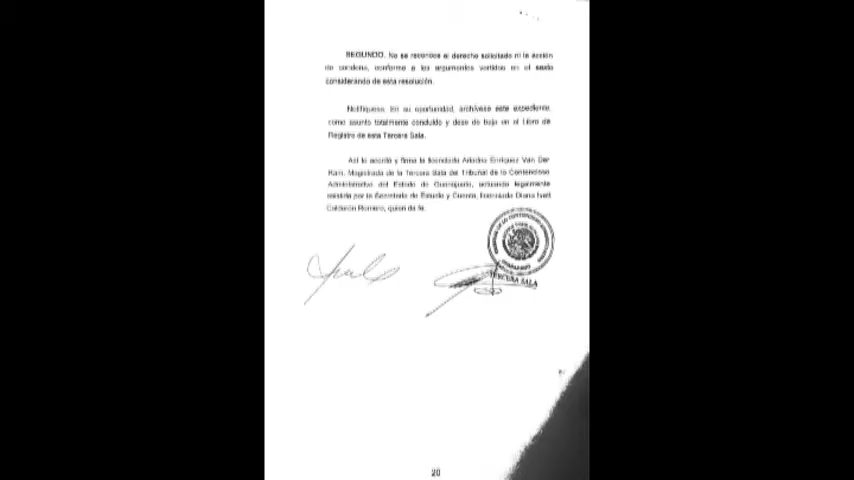 SEGUNDO. No se reconoce el derecho solicitado ni la acción
de condena, conforme a los argumentos vertidos en el sexto
considerando de esta resolución.
Notifíquese. En su oportunidad, archívese este expediente,
como asunto totalmente concluido y dese de baja en el Libro de
Registro de esta Tercera Sala.
Así lo acordó y firma la licenciada Ariadna Enríquez Van Der
Kam, Magistrada de la Tercera Sala del Tribunal de lo Contencioso
Administrativo del Estado de Guanajuato, actuando legalmente
asistida por la Secretaria de Estudio y Cuenta, licenciada Diana Ivett
Calderón Romero, quien da fe.
GUANAJUATO
TERCERA SALA
20